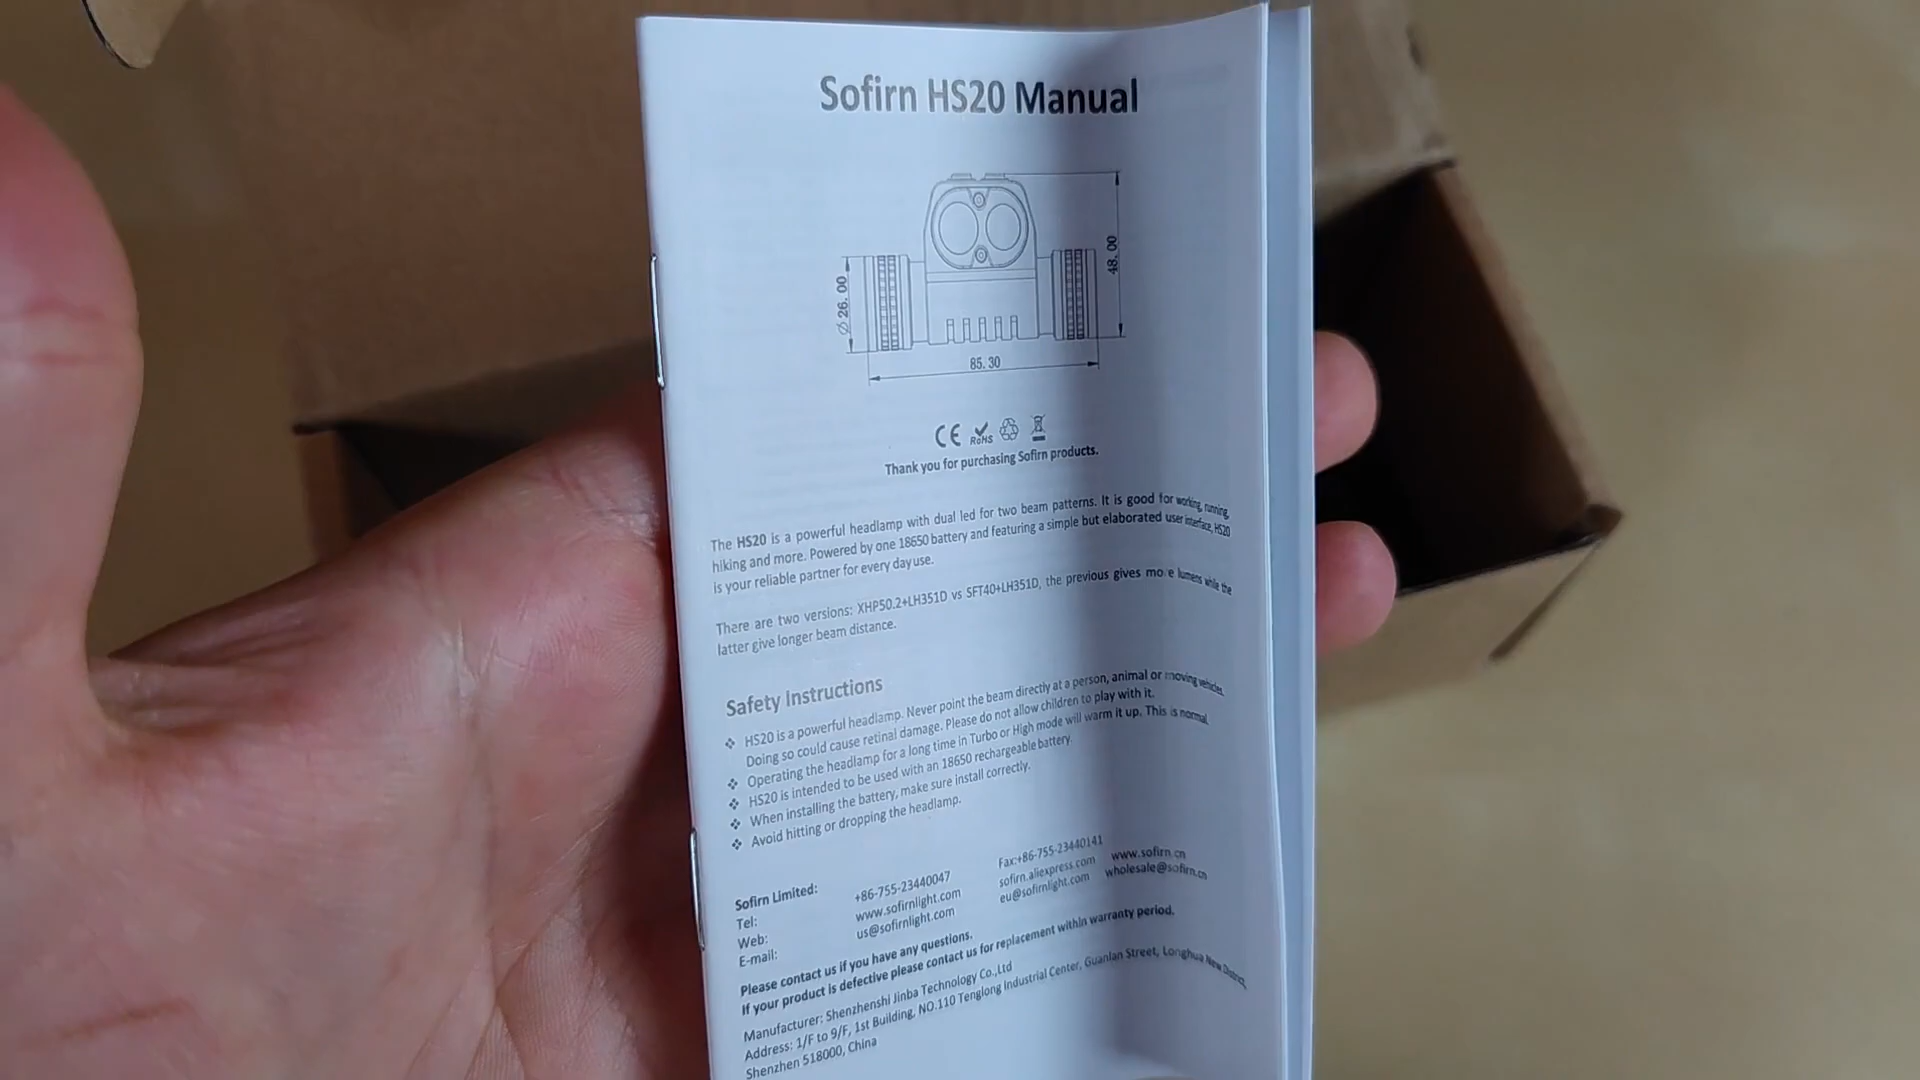 Sofirn HS20 Manual
48.00
Ø26.00
85.30
CE RoHS
Thank you for purchasing Sofirn products.
The HS20 is a powerful headlamp with dual led for two beam patterns. It is good for working, running,
hiking and more. Powered by one 18650 battery and featuring a simple but elaborated user interface, HS20
is your reliable partner for every day use.
There are two versions: XHP50.2+LH351D vs SFT40+LH351D, the previous gives more lumens while the
latter give longer beam distance.
Safety Instructions
❖ HS20 is a powerful headlamp. Never point the beam directly at a person, animal or moving vehicles.
Doing so could cause retinal damage. Please do not allow children to play with it.
❖ Operating the headlamp for a long time in Turbo or High mode will warm it up. This is normal.
❖ HS20 is intended to be used with an 18650 rechargeable battery.
❖ When installing the battery, make sure install correctly.
❖ Avoid hitting or dropping the headlamp.
Sofirn Limited:
Tel: +86-755-23440047 Fax:+86-755-23440141
Web: www.sofirnlight.com sofirn.aliexpress.com www.sofirn.cn
E-mail: us@sofirnlight.com eu@sofirnlight.com wholesale@sofirn.cn
Please contact us if you have any questions.
If your product is defective please contact us for replacement within warranty period.
Manufacturer: Shenzhenshi Jinba Technology Co.,Ltd
Address: 1/F to 9/F, 1st Building, NO.110 Tenglong Industrial Center, Guanlan Street, Longhua New District,
Shenzhen 518000, China